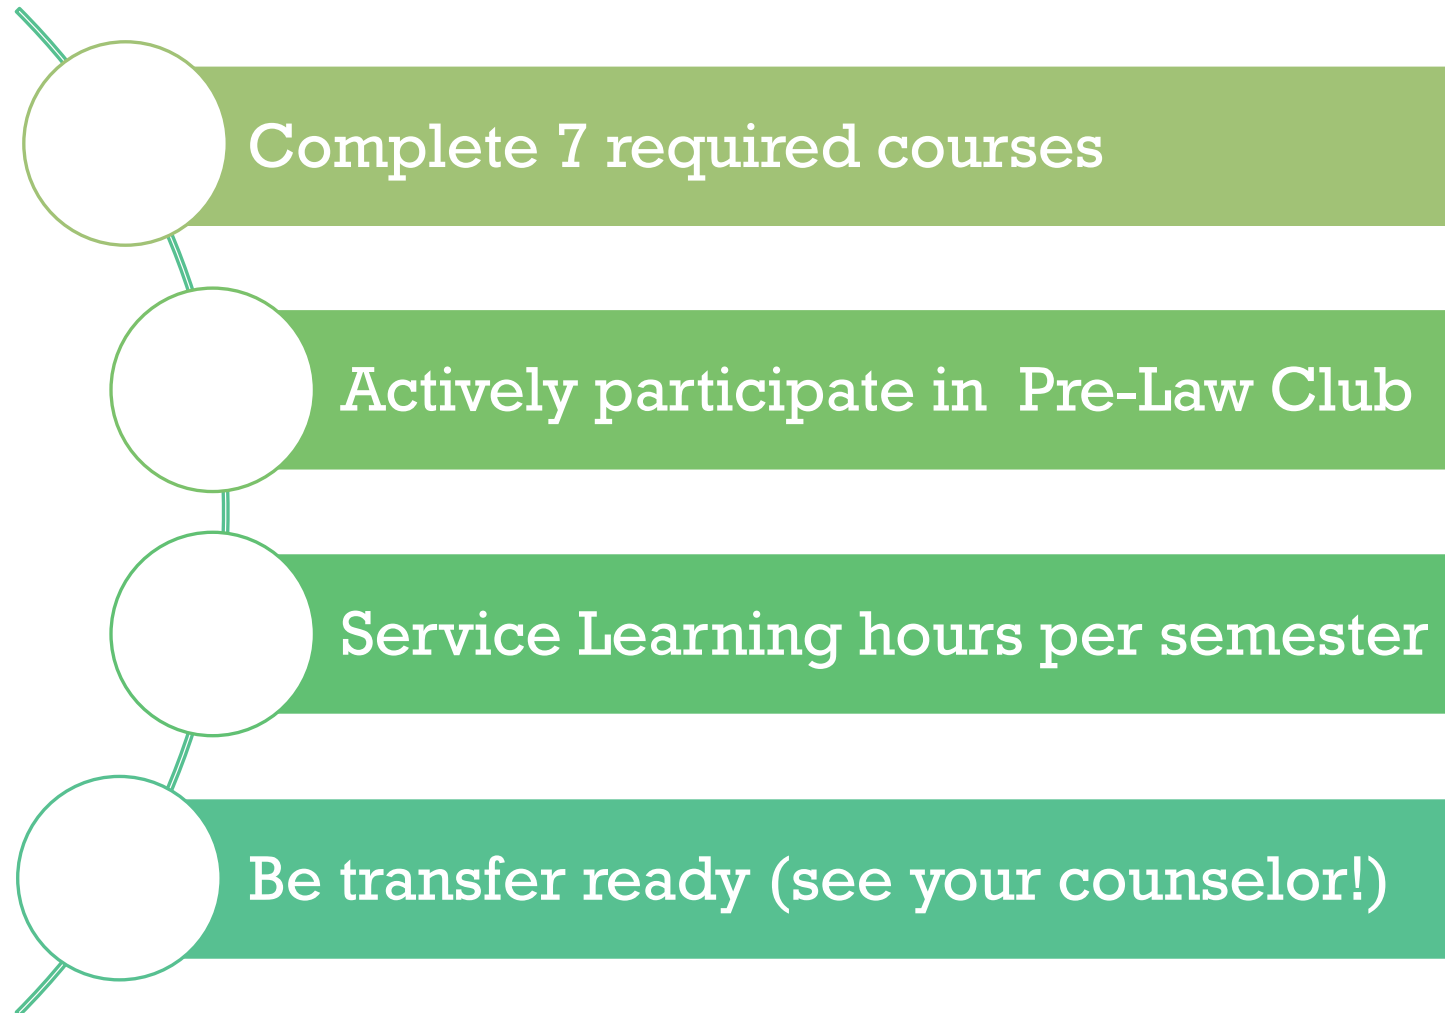 Complete 7 required courses
Actively participate in  Pre-Law Club
Service Learning hours per semester
Be transfer ready (see your counselor!)